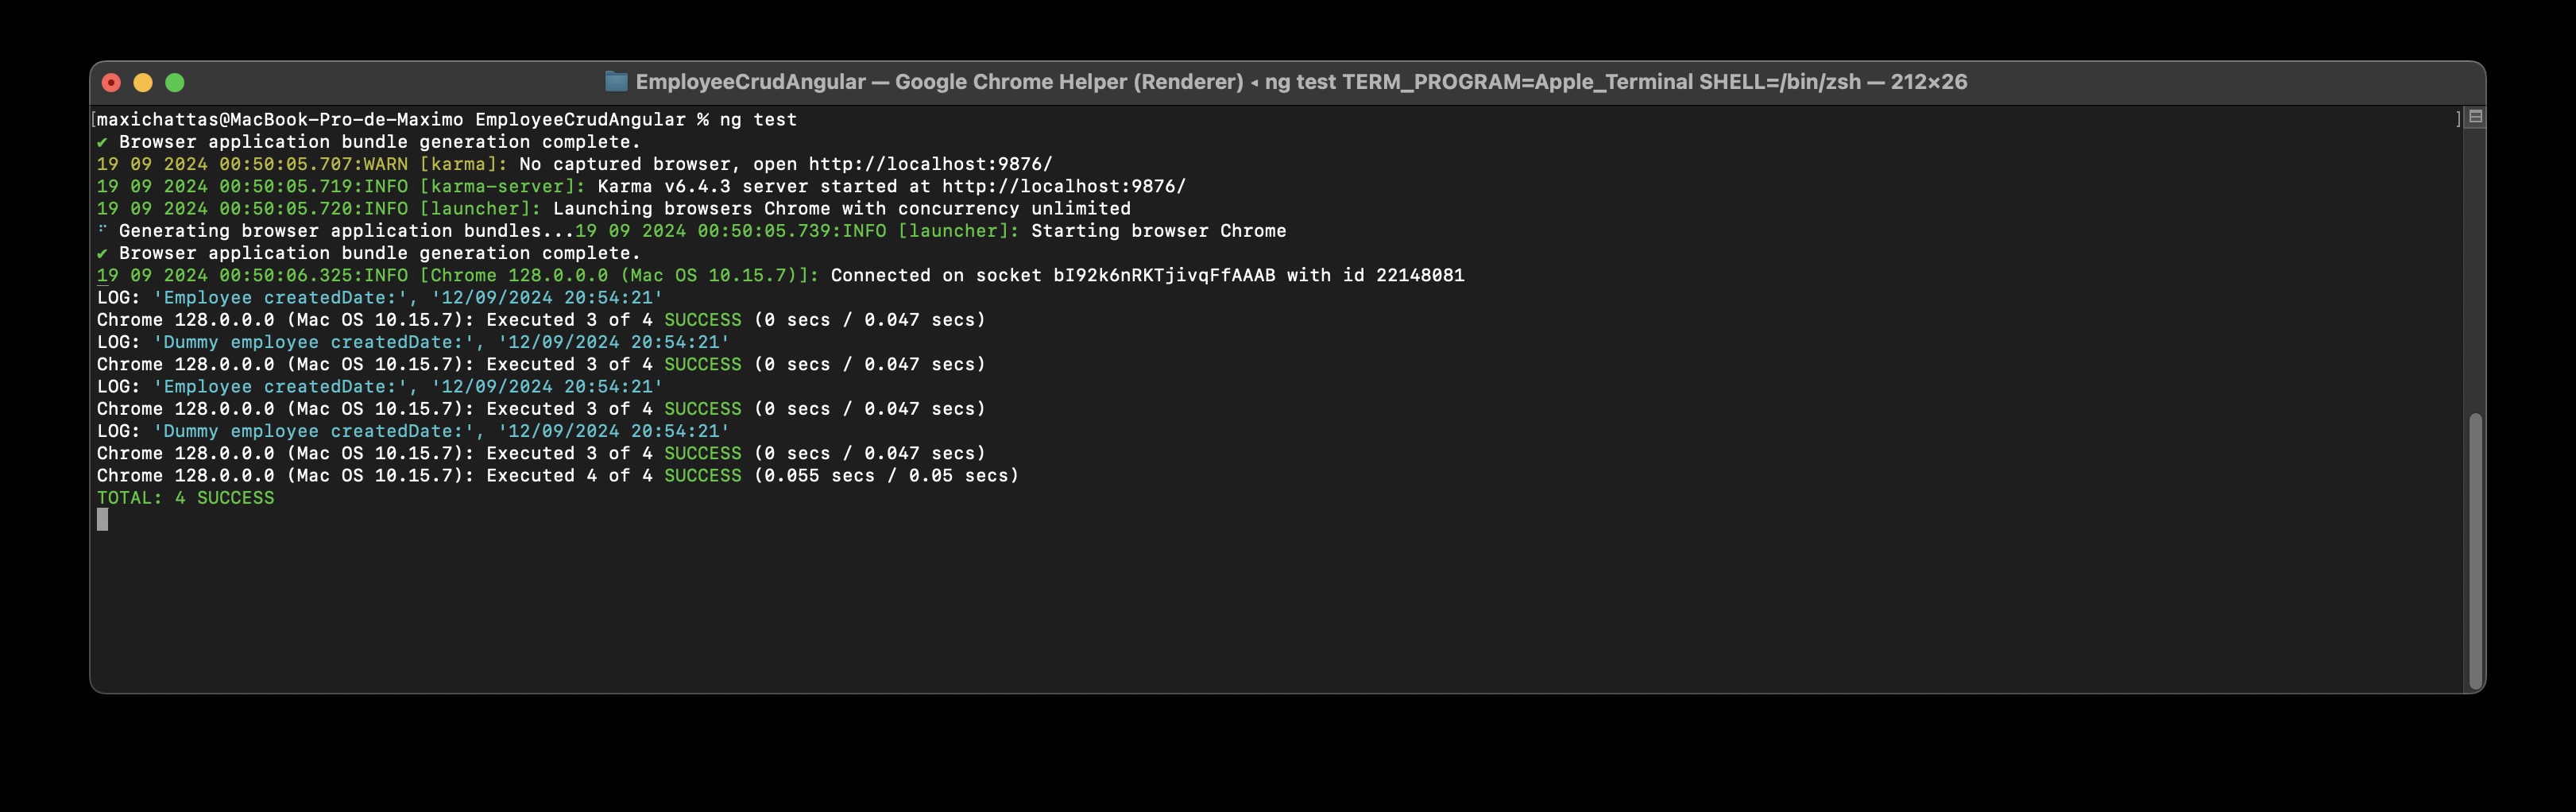 EmployeeCrudAngular — Google Chrome Helper (Renderer) ◂ ng test TERM_PROGRAM=Apple_Terminal SHELL=/bin/zsh — 212×26
[maxichattas@MacBook-Pro-de-Maximo EmployeeCrudAngular % ng test ]
✔ Browser application bundle generation complete.
19 09 2024 00:50:05.707:WARN [karma]: No captured browser, open http://localhost:9876/
19 09 2024 00:50:05.719:INFO [karma-server]: Karma v6.4.3 server started at http://localhost:9876/
19 09 2024 00:50:05.720:INFO [launcher]: Launching browsers Chrome with concurrency unlimited
⠋ Generating browser application bundles...19 09 2024 00:50:05.739:INFO [launcher]: Starting browser Chrome
✔ Browser application bundle generation complete.
19 09 2024 00:50:06.325:INFO [Chrome 128.0.0.0 (Mac OS 10.15.7)]: Connected on socket bI92k6nRKTjivqFfAAAB with id 22148081
LOG: 'Employee createdDate:', '12/09/2024 20:54:21'
Chrome 128.0.0.0 (Mac OS 10.15.7): Executed 3 of 4 SUCCESS (0 secs / 0.047 secs)
LOG: 'Dummy employee createdDate:', '12/09/2024 20:54:21'
Chrome 128.0.0.0 (Mac OS 10.15.7): Executed 3 of 4 SUCCESS (0 secs / 0.047 secs)
LOG: 'Employee createdDate:', '12/09/2024 20:54:21'
Chrome 128.0.0.0 (Mac OS 10.15.7): Executed 3 of 4 SUCCESS (0 secs / 0.047 secs)
LOG: 'Dummy employee createdDate:', '12/09/2024 20:54:21'
Chrome 128.0.0.0 (Mac OS 10.15.7): Executed 3 of 4 SUCCESS (0 secs / 0.047 secs)
Chrome 128.0.0.0 (Mac OS 10.15.7): Executed 4 of 4 SUCCESS (0.055 secs / 0.05 secs)
TOTAL: 4 SUCCESS